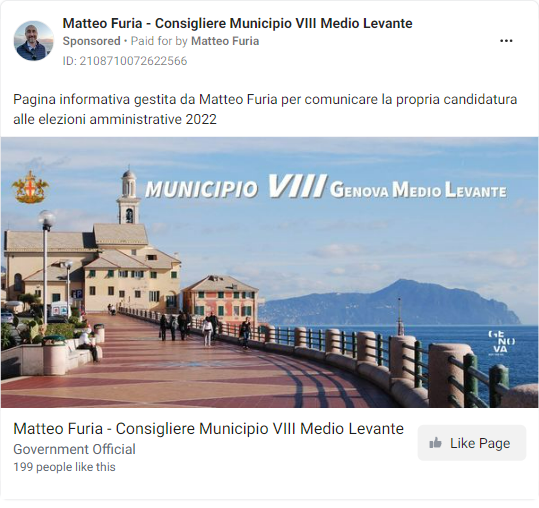 Matteo Furia - Consigliere Municipio VIII Medio Levante
Sponsored • Paid for by Matteo Furia
ID: 2108710072622566
Pagina informativa gestita da Matteo Furia per comunicare la propria candidatura
alle elezioni amministrative 2022
MUNICIPIO VIII GENOVA MEDIO LEVANTE
GE
NO
VA
Matteo Furia - Consigliere Municipio VIII Medio Levante
Government Official
199 people like this
Like Page